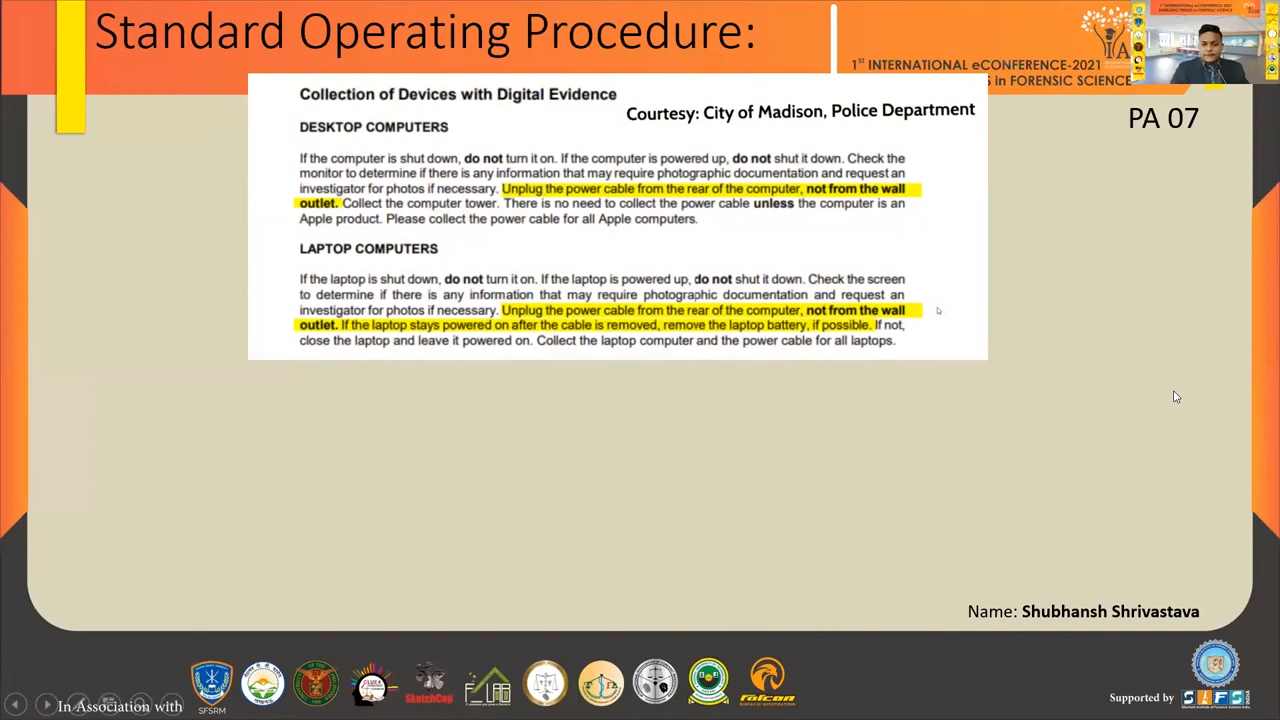 Standard Operating Procedure:
1ST INTERNATIONAL eCONFERENCE-2021
S in FORENSIC SCIENCE
PA 07
Collection of Devices with Digital Evidence
Courtesy: City of Madison, Police Department
DESKTOP COMPUTERS
If the computer is shut down, do not turn it on. If the computer is powered up, do not shut it down. Check the
monitor to determine if there is any information that may require photographic documentation and request an
investigator for photos if necessary. Unplug the power cable from the rear of the computer, not from the wall
outlet. Collect the computer tower. There is no need to collect the power cable unless the computer is an
Apple product. Please collect the power cable for all Apple computers.
LAPTOP COMPUTERS
If the laptop is shut down, do not turn it on. If the laptop is powered up, do not shut it down. Check the screen
to determine if there is any information that may require photographic documentation and request an
investigator for photos if necessary. Unplug the power cable from the rear of the computer, not from the wall
outlet. If the laptop stays powered on after the cable is removed, remove the laptop battery, if possible. If not,
close the laptop and leave it powered on. Collect the laptop computer and the power cable for all laptops.
Name: Shubhansh Shrivastava
In Association with
SFSRM
SketchCop
F LAB
FALCON
Supported by
SIFS